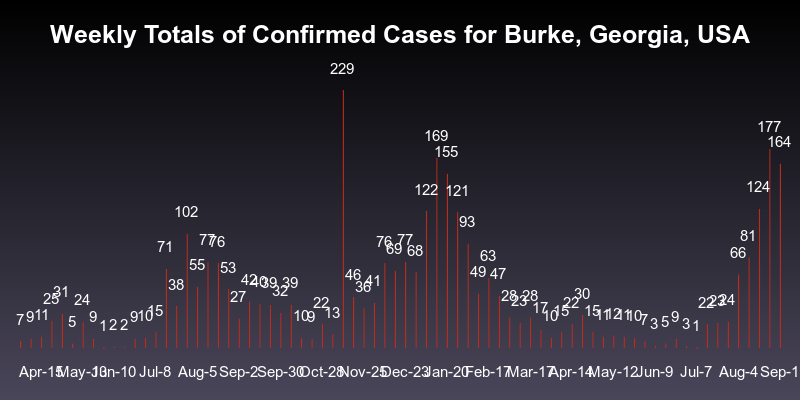 Weekly Totals of Confirmed Cases for Burke, Georgia, USA
7 9 11 25 31 5 24 9 1 2 2 9 10 15 71 38 102 55 77 76 53 27 42 40 39 32 39 10 9 22 13 229 46 36 41 76 69 77 68 122 169 155 121 93 49 63 47 28 23 28 17 10 15 22 30 15 11 12 11 10 7 3 5 9 3 1 22 23 24 66 81 124 177 164
Apr-15 May-13 Jun-10 Jul-8 Aug-5 Sep-2 Sep-30 Oct-28 Nov-25 Dec-23 Jan-20 Feb-17 Mar-17 Apr-14 May-12 Jun-9 Jul-7 Aug-4 Sep-1